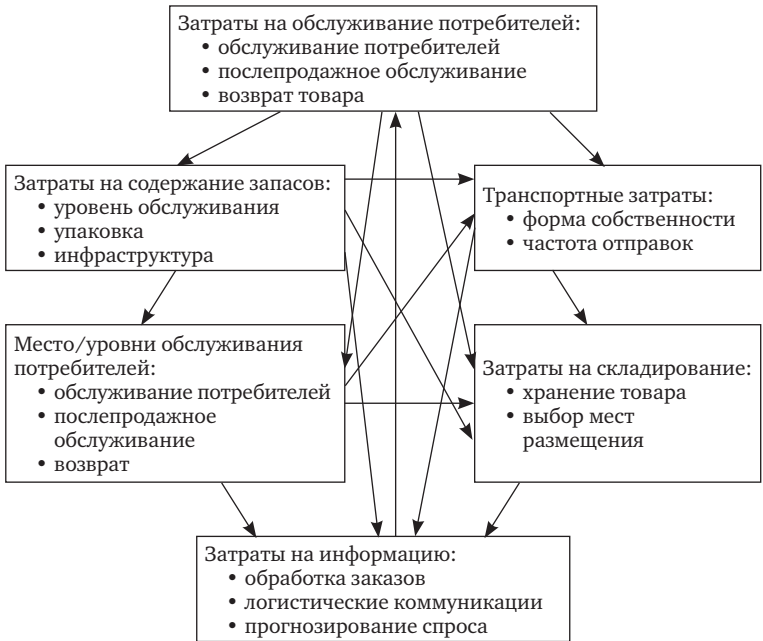 Затраты на обслуживание потребителей:
• обслуживание потребителей
• послепродажное обслуживание
• возврат товара
Затраты на содержание запасов:
• уровень обслуживания
• упаковка
• инфраструктура
Транспортные затраты:
• форма собственности
• частота отправок
Место/уровни обслуживания
потребителей:
• обслуживание потребителей
• послепродажное
обслуживание
• возврат
Затраты на складирование:
• хранение товара
• выбор мест
размещения
Затраты на информацию:
• обработка заказов
• логистические коммуникации
• прогнозирование спроса